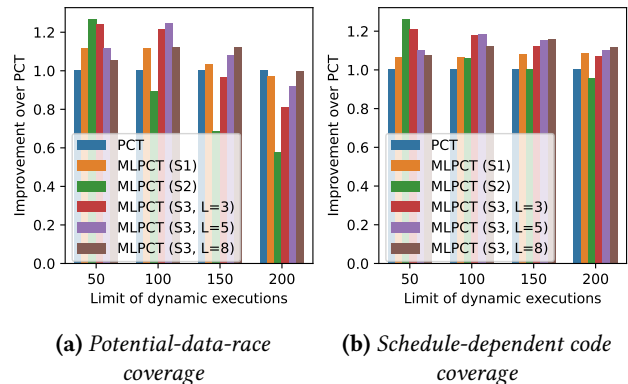 Improvement over PCT
1.2
1.0
0.8
0.6
0.4
0.2
0.0
PCT
MLPCT (S1)
MLPCT (S2)
MLPCT (S3, L=3)
MLPCT (S3, L=5)
MLPCT (S3, L=8)
50 100 150 200
Limit of dynamic executions
(a) Potential-data-race
coverage
Improvement over PCT
1.2
1.0
0.8
0.6
0.4
0.2
0.0
PCT
MLPCT (S1)
MLPCT (S2)
MLPCT (S3, L=3)
MLPCT (S3, L=5)
MLPCT (S3, L=8)
50 100 150 200
Limit of dynamic executions
(b) Schedule-dependent code
coverage